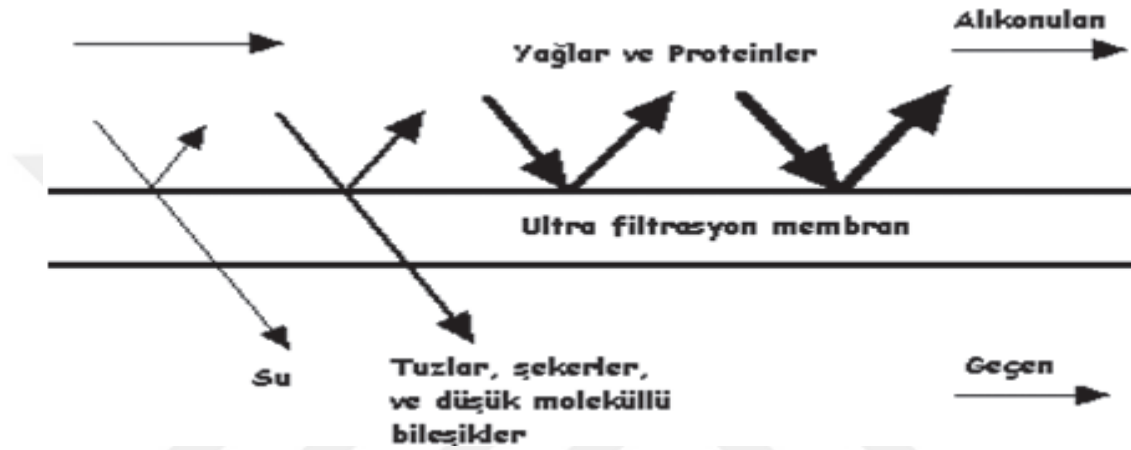 Alıkonulan
Yağlar ve Proteinler
Ultra filtrasyon membran
Su
Tuzlar, şekerler,
ve düşük moleküllü
bileşikler
Geçen